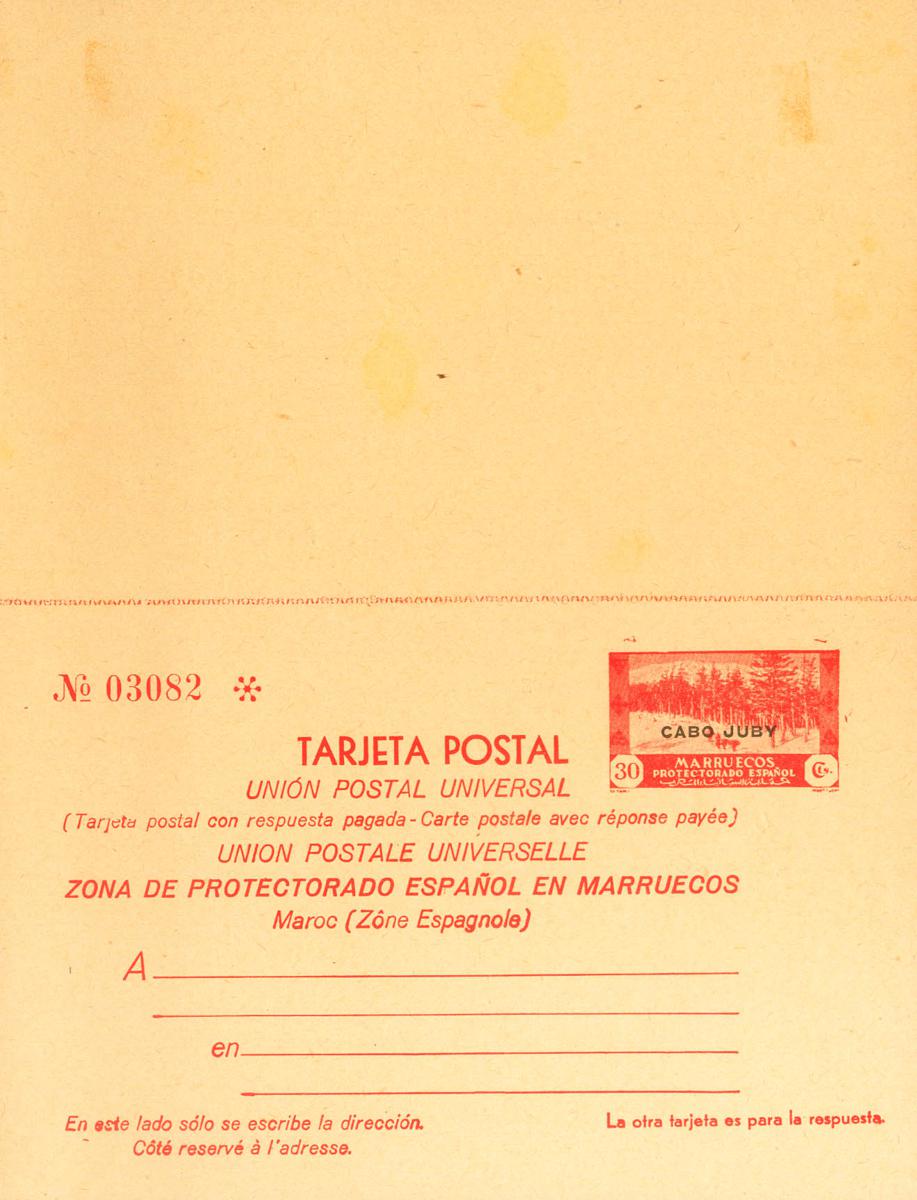 № 03082 *
CABO JUBY
MARRUECOS
PROTECTORADO ESPAÑOL
30 Cts.
TARJETA POSTAL
UNIÓN POSTAL UNIVERSAL
(Tarjeta postal con respuesta pagada - Carte postale avec réponse payée)
UNION POSTALE UNIVERSELLE
ZONA DE PROTECTORADO ESPAÑOL EN MARRUECOS
Maroc (Zône Espagnole)
A
en
En este lado sólo se escribe la dirección.
Côté reservé à l'adresse.
La otra tarjeta es para la respuesta.